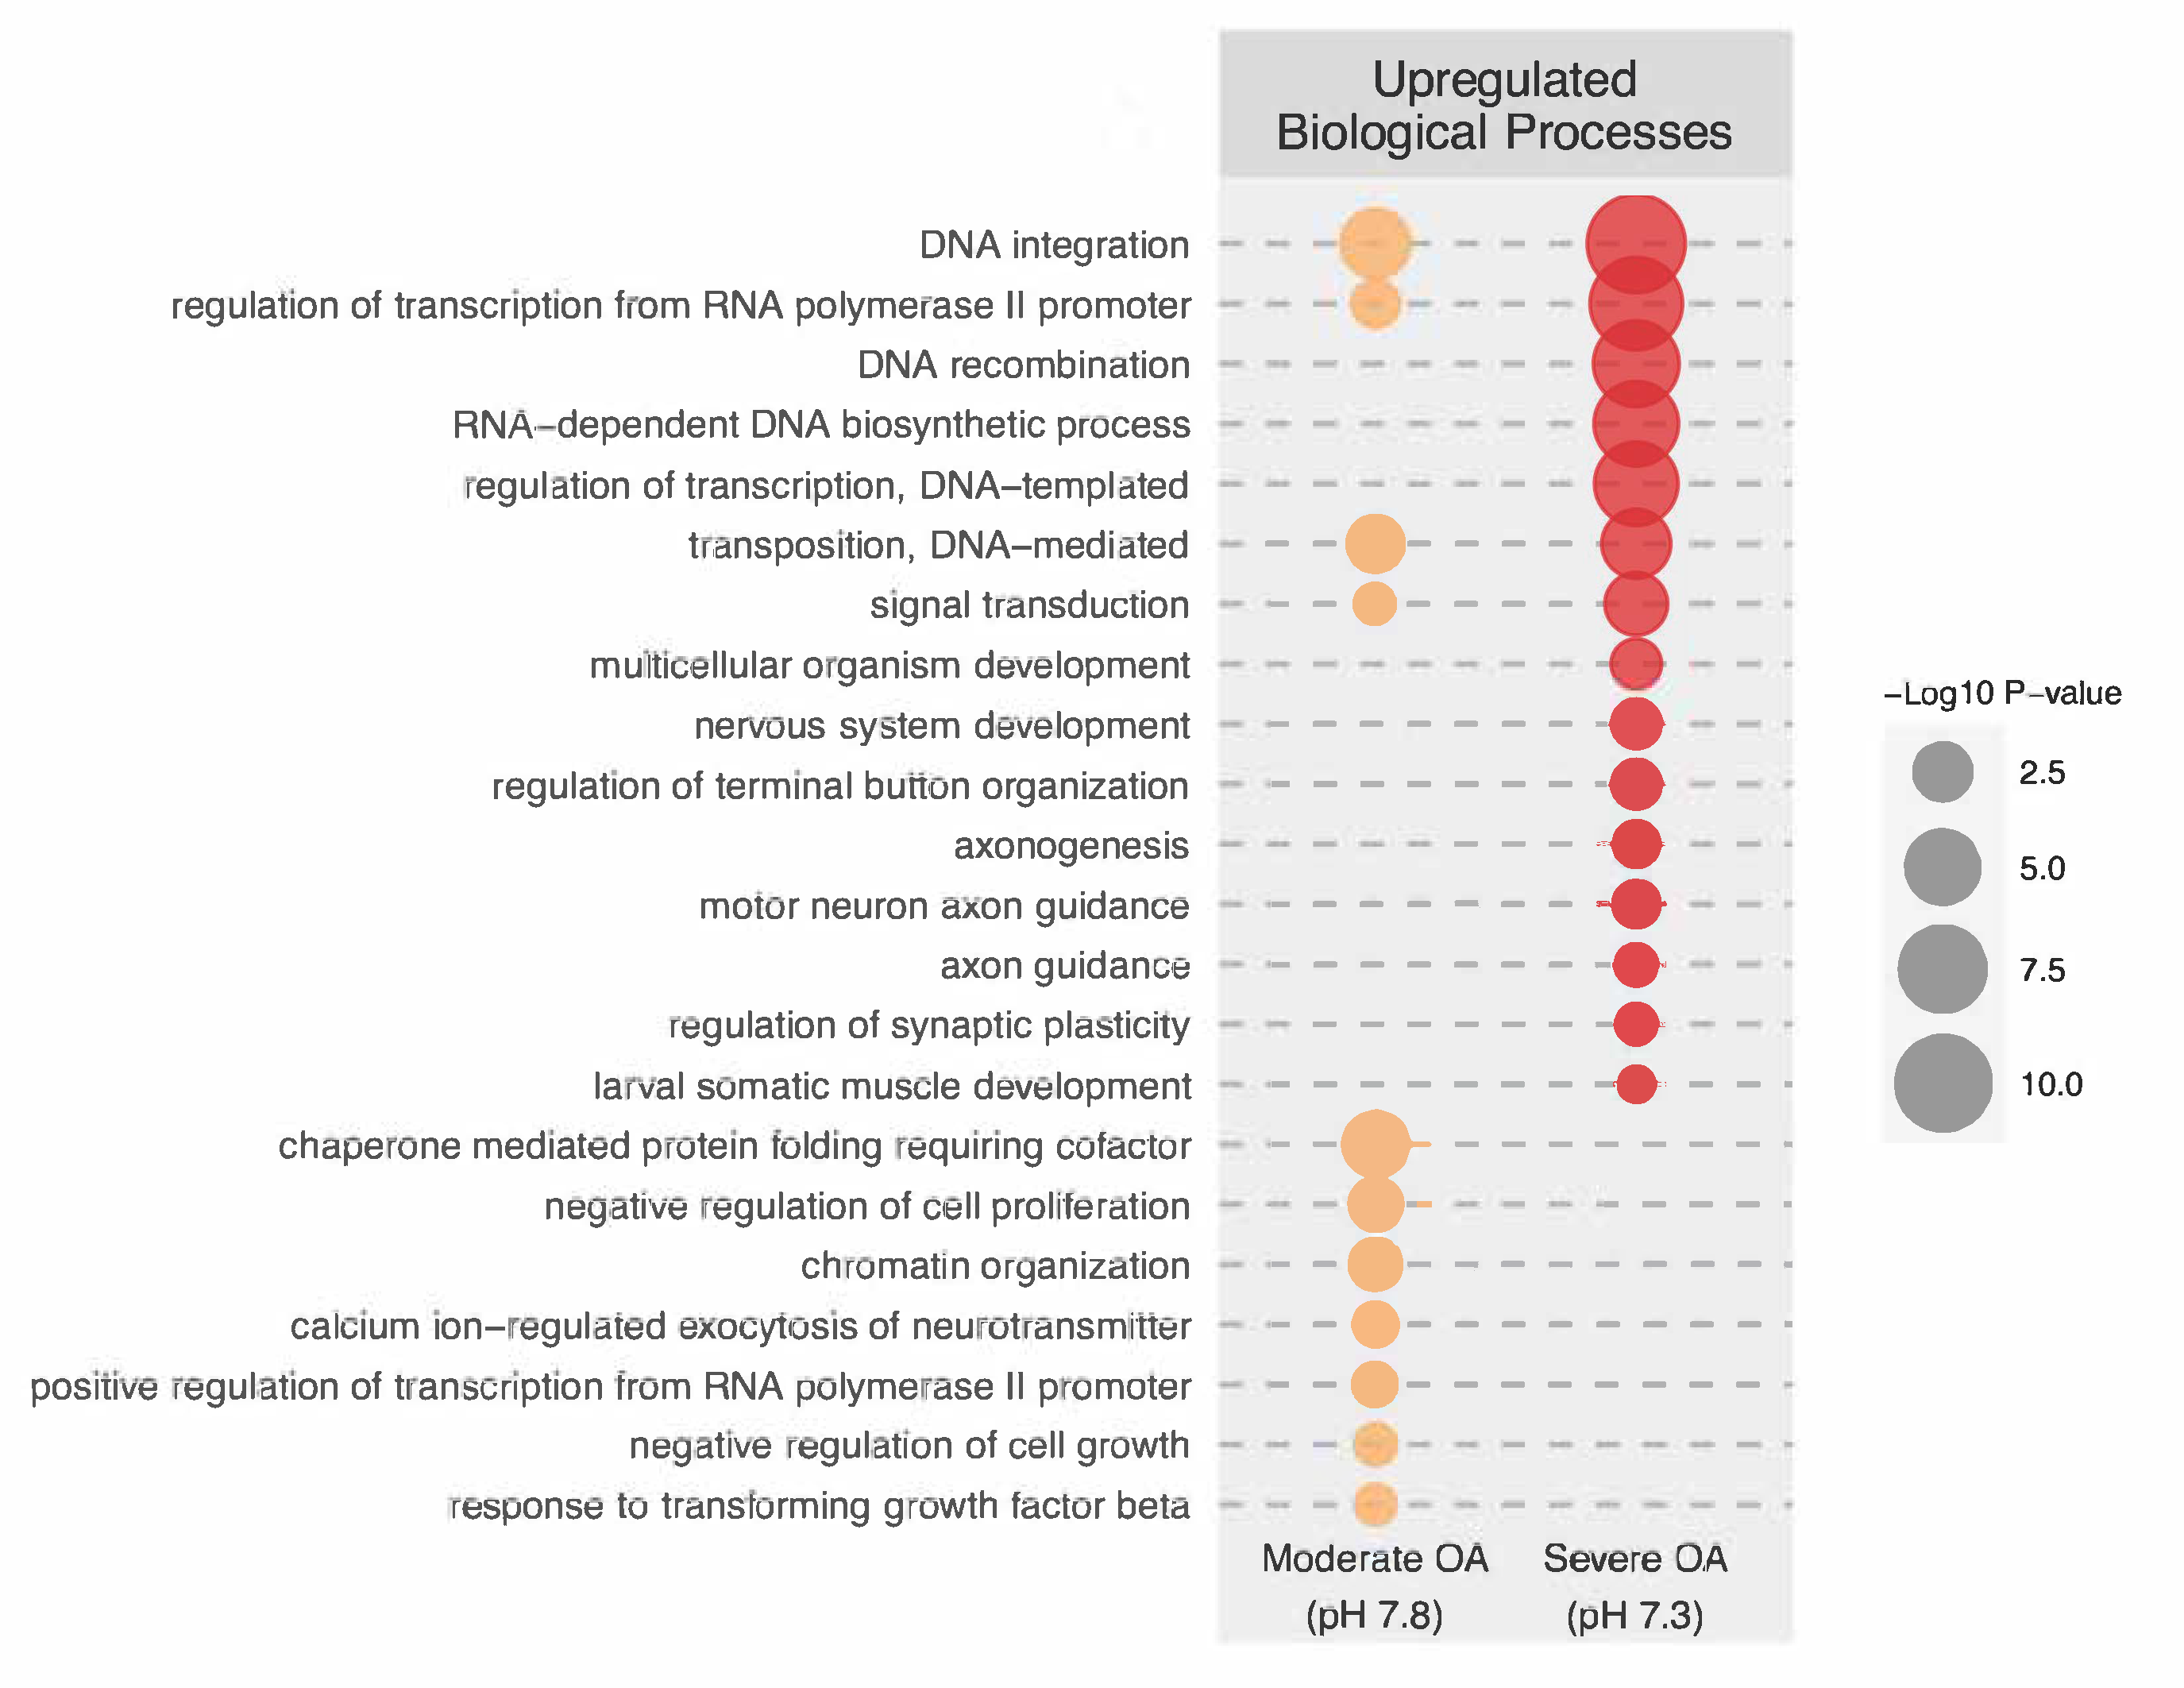 Upregulated
Biological Processes
DNA integration
regulation of transcription from RNA polymerase II promoter
DNA recombination
RNA−dependent DNA biosynthetic process
regulation of transcription, DNA−templated
transposition, DNA−mediated
signal transduction
multicellular organism development
nervous system development
regulation of terminal button organization
axonogenesis
motor neuron axon guidance
axon guidance
regulation of synaptic plasticity
larval somatic muscle development
chaperone mediated protein folding requiring cofactor
negative regulation of cell proliferation
chromatin organization
calcium ion−regulated exocytosis of neurotransmitter
positive regulation of transcription from RNA polymerase II promoter
negative regulation of cell growth
response to transforming growth factor beta
Moderate OA
(pH 7.8)
Severe OA
(pH 7.3)
−Log10 P−value
2.5
5.0
7.5
10.0